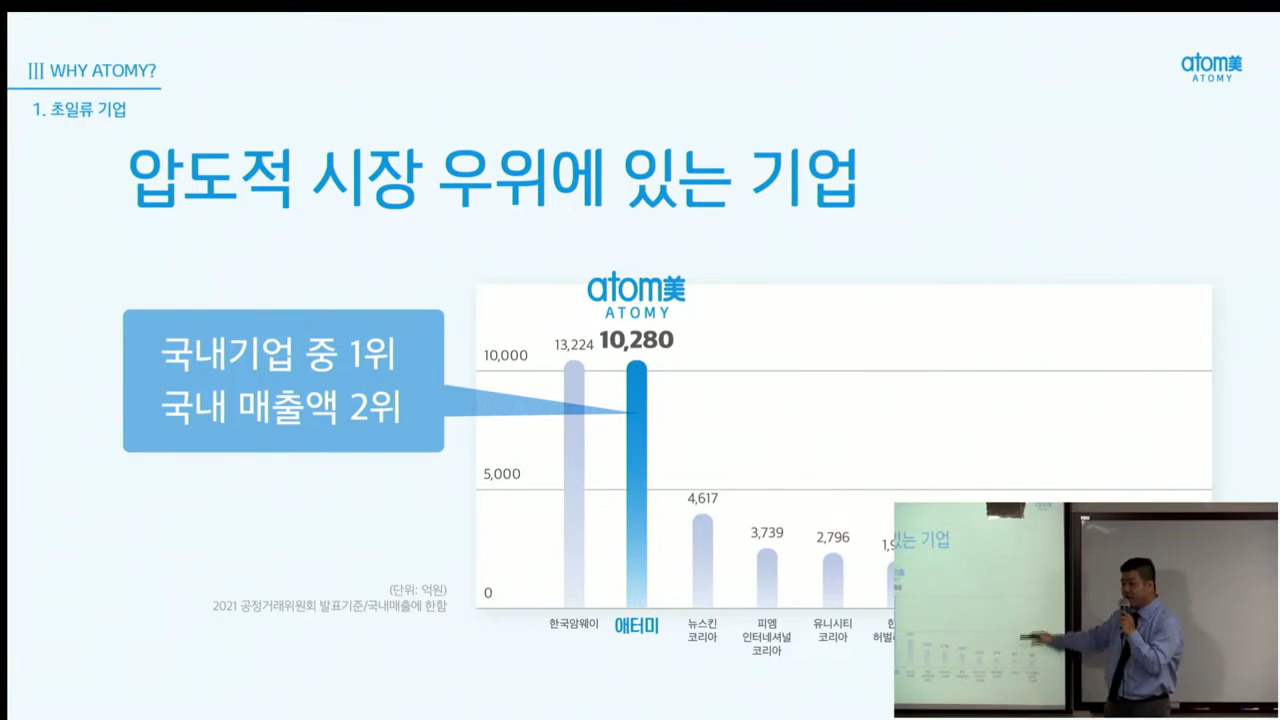 III WHY ATOMY?
atom美
ATOMY
1. 초일류 기업
압도적 시장 우위에 있는 기업
atom美
ATOMY
국내기업 중 1위
국내 매출액 2위
13,224
10,280
10,000
5,000
4,617
3,739
2,796
0
(단위: 억원)
2021 공정거래위원회 발표기준/국내매출에 한함
한국암웨이
애터미
뉴스킨
코리아
피엠
인터네셔널
코리아
유니시티
코리아
있는 기업